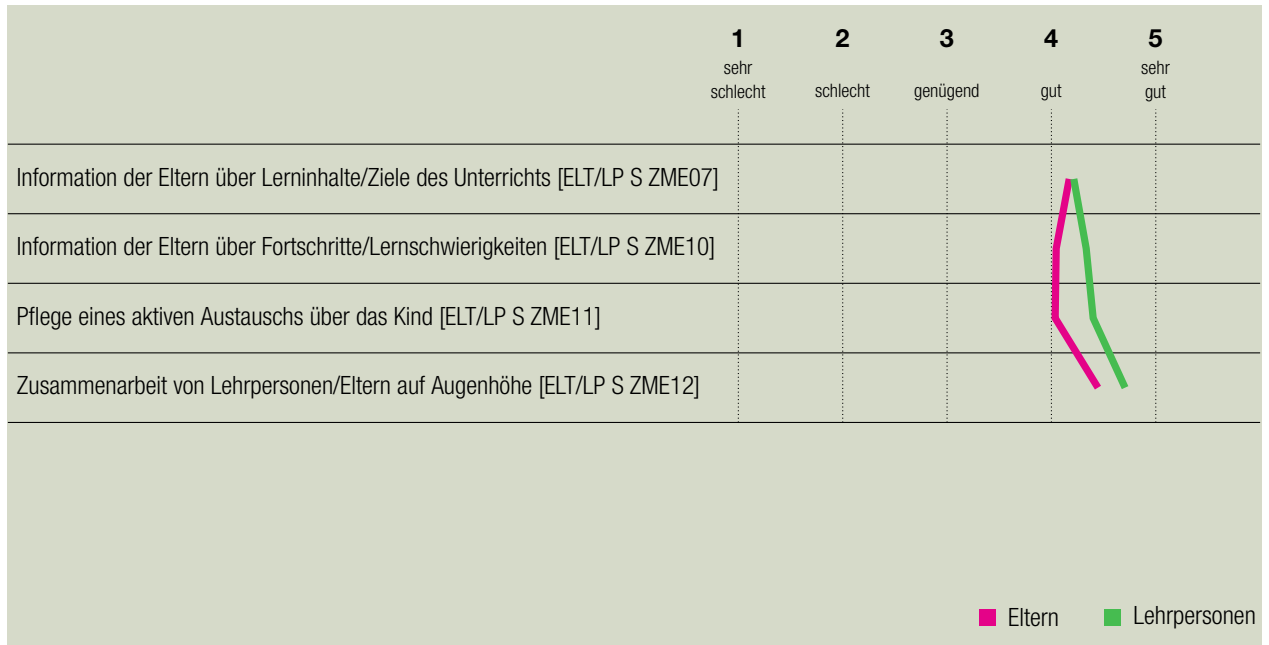 1 2 3 4 5
sehr sehr
schlecht schlecht genügend gut gut
Information der Eltern über Lerninhalte/Ziele des Unterrichts [ELT/LP S ZME07]
Information der Eltern über Fortschritte/Lernschwierigkeiten [ELT/LP S ZME10]
Pflege eines aktiven Austauschs über das Kind [ELT/LP S ZME11]
Zusammenarbeit von Lehrpersonen/Eltern auf Augenhöhe [ELT/LP S ZME12]
Eltern Lehrpersonen